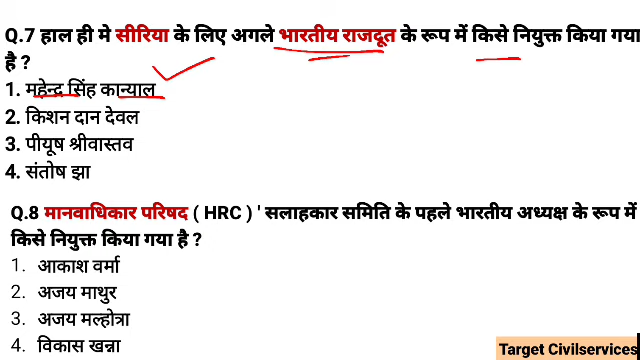 Q.7 हाल ही मे सीरिया के लिए अगले भारतीय राजदूत के रूप में किसे नियुक्त किया गया
है ?
1. महेन्द्र सिंह कान्याल
2. किशन दान देवल
3. पीयूष श्रीवास्तव
4. संतोष झा
Q.8 मानवाधिकार परिषद ( HRC ) ' सलाहकार समिति के पहले भारतीय अध्यक्ष के रूप में
किसे नियुक्त किया गया है ?
1. आकाश वर्मा
2. अजय माथुर
3. अजय मल्होत्रा
4. विकास खन्ना
Target Civilservices